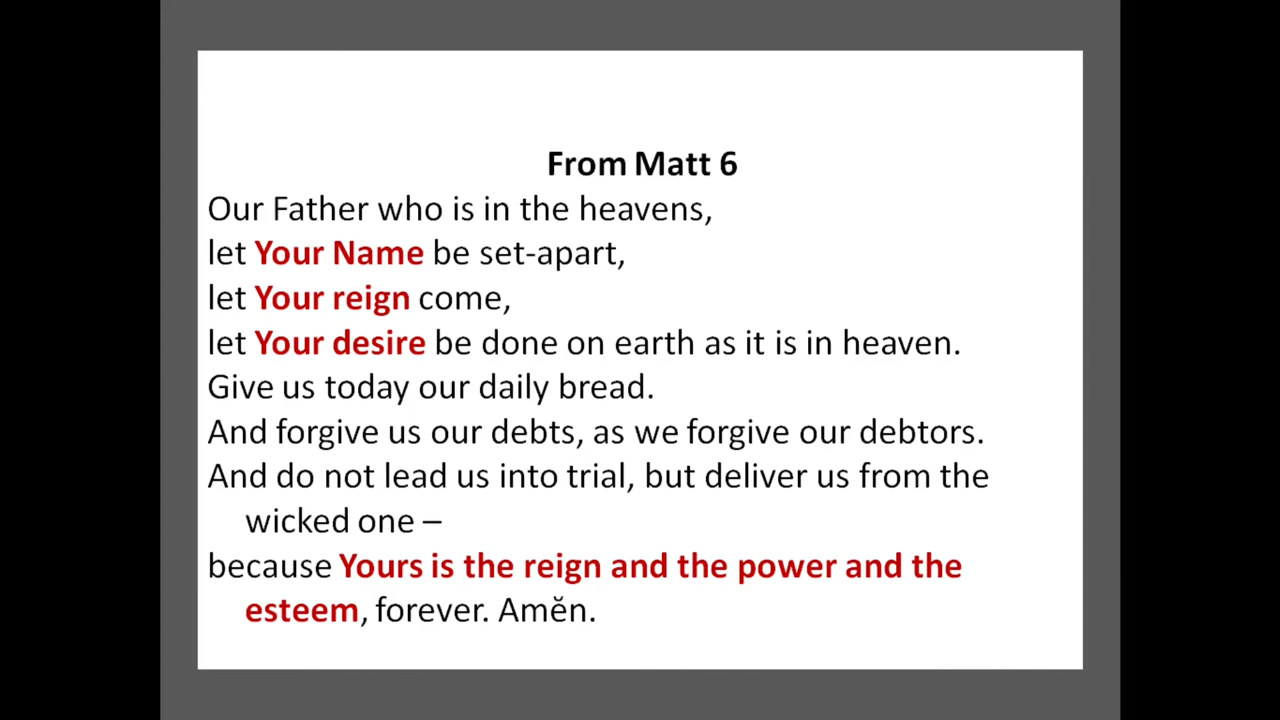 From Matt 6
Our Father who is in the heavens,
let Your Name be set-apart,
let Your reign come,
let Your desire be done on earth as it is in heaven.
Give us today our daily bread.
And forgive us our debts, as we forgive our debtors.
And do not lead us into trial, but deliver us from the
wicked one –
because Yours is the reign and the power and the
esteem, forever. Amĕn.